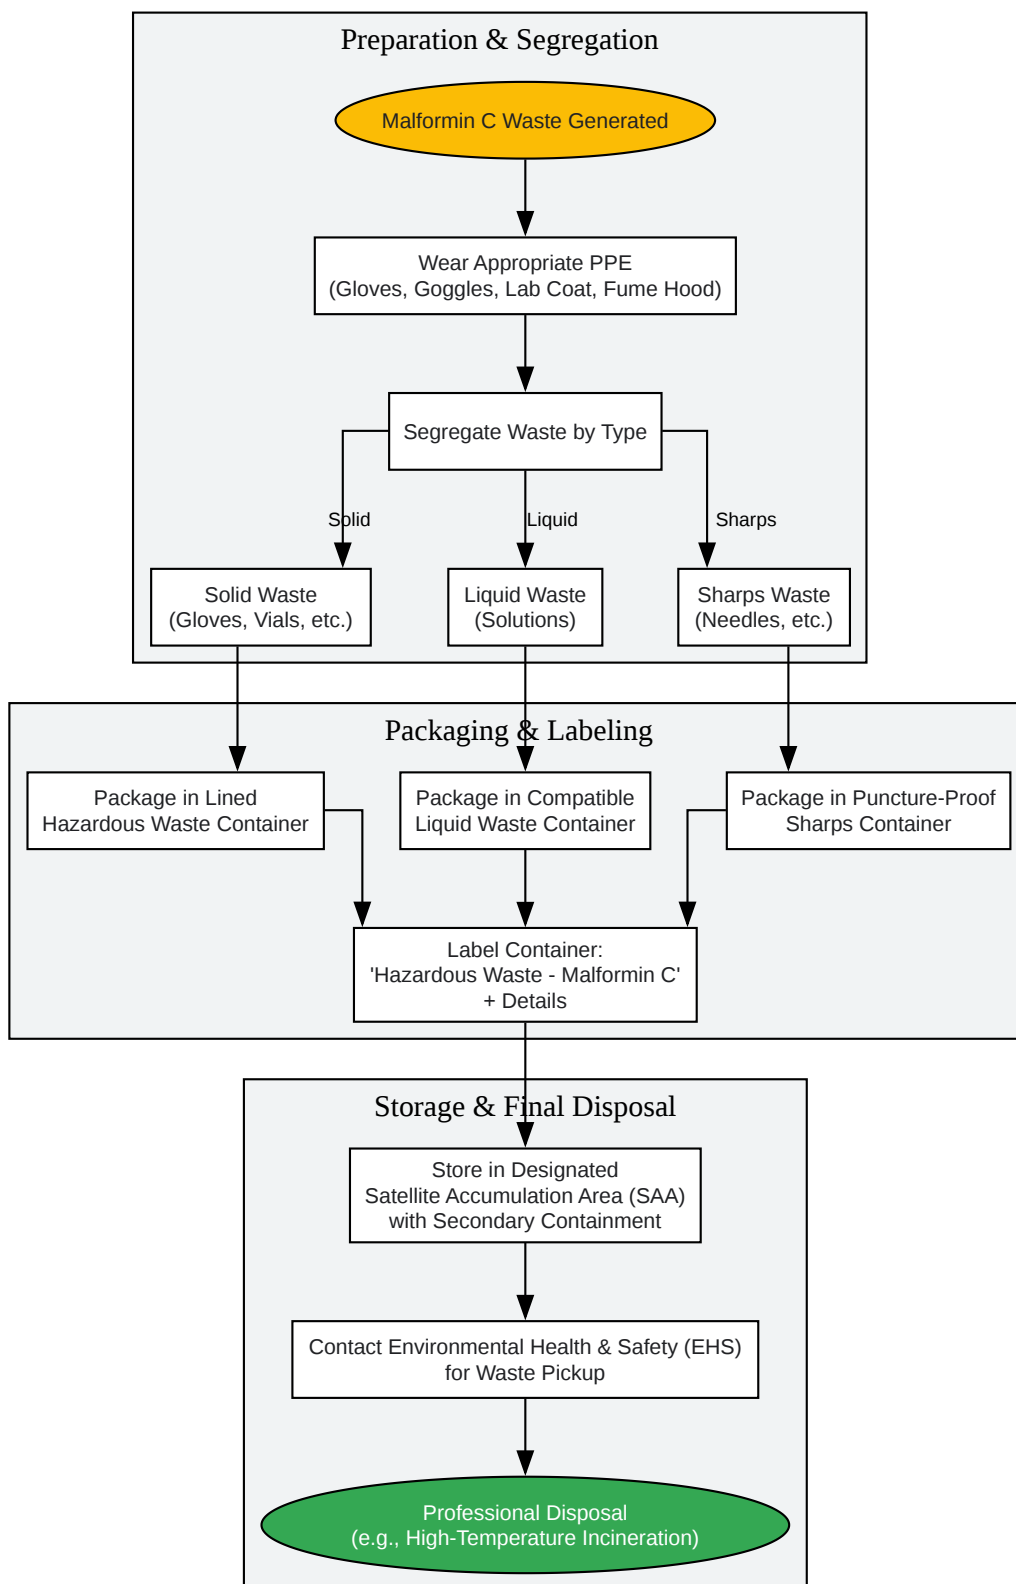 Preparation & Segregation
Malformin C Waste Generated
Wear Appropriate PPE
(Gloves, Goggles, Lab Coat, Fume Hood)
Segregate Waste by Type
Solid
Liquid
Sharps
Solid Waste
(Gloves, Vials, etc.)
Liquid Waste
(Solutions)
Sharps Waste
(Needles, etc.)
Packaging & Labeling
Package in Lined
Hazardous Waste Container
Package in Compatible
Liquid Waste Container
Package in Puncture-Proof
Sharps Container
Label Container:
'Hazardous Waste - Malformin C'
+ Details
Storage & Final Disposal
Store in Designated
Satellite Accumulation Area (SAA)
with Secondary Containment
Contact Environmental Health & Safety (EHS)
for Waste Pickup
Professional Disposal
(e.g., High-Temperature Incineration)